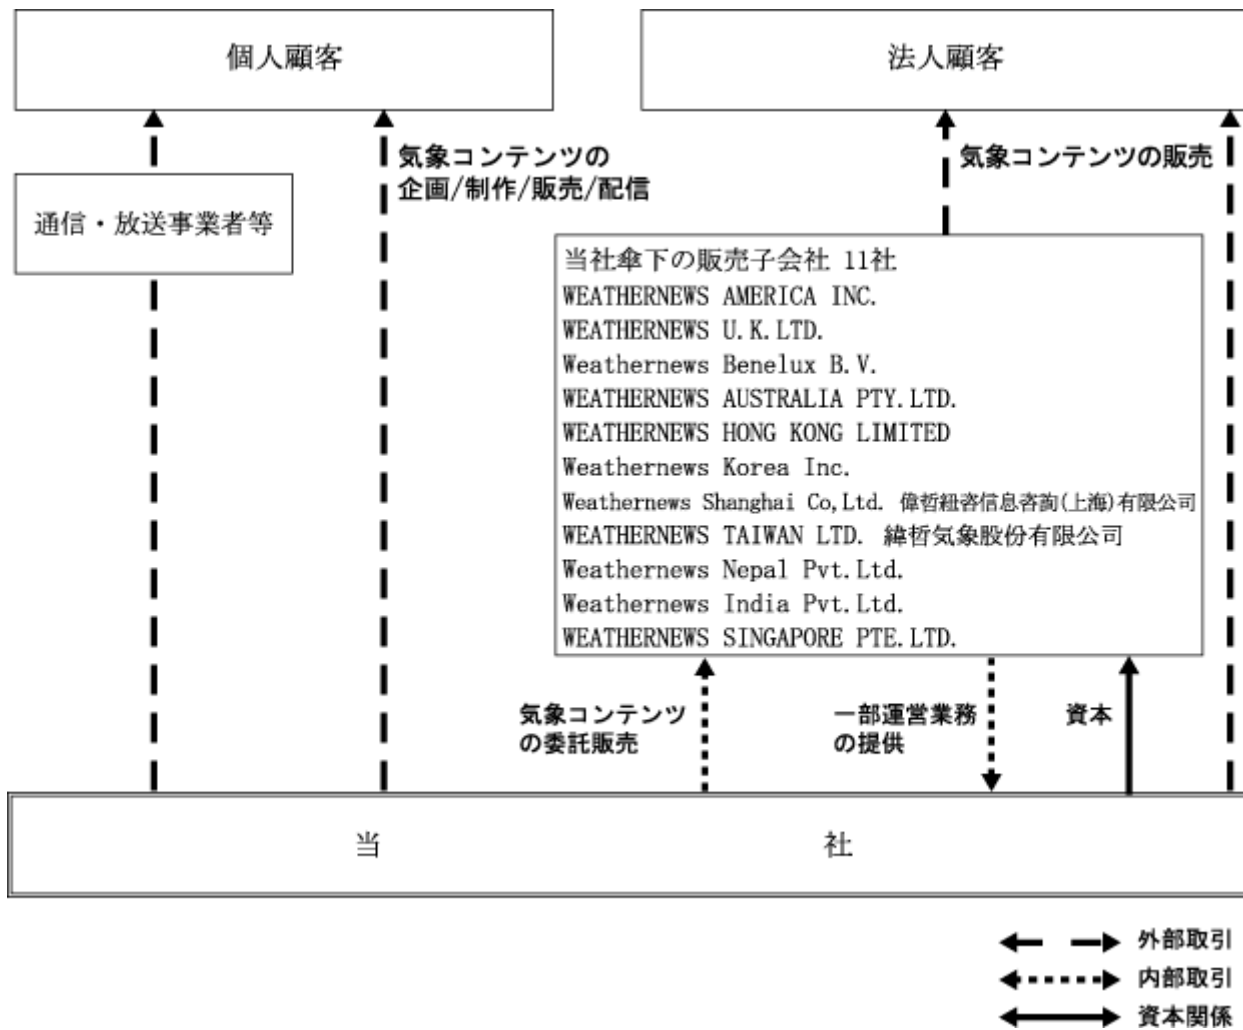 個人顧客
法人顧客
気象コンテンツの
企画/制作/販売/配信
気象コンテンツの販売
通信・放送事業者等
当社傘下の販売子会社 11社
WEATHERNEWS AMERICA INC.
WEATHERNEWS U.K.LTD.
Weathernews Benelux B.V.
WEATHERNEWS AUSTRALIA PTY.LTD.
WEATHERNEWS HONG KONG LIMITED
Weathernews Korea Inc.
Weathernews Shanghai Co,Ltd. 偉哲紐咨信息咨詢(上海)有限公司
WEATHERNEWS TAIWAN LTD. 緯哲気象股份有限公司
Weathernews Nepal Pvt.Ltd.
Weathernews India Pvt.Ltd.
WEATHERNEWS SINGAPORE PTE.LTD.
気象コンテンツ
の委託販売
一部運営業務
の提供
資本
当社
外部取引
内部取引
資本関係